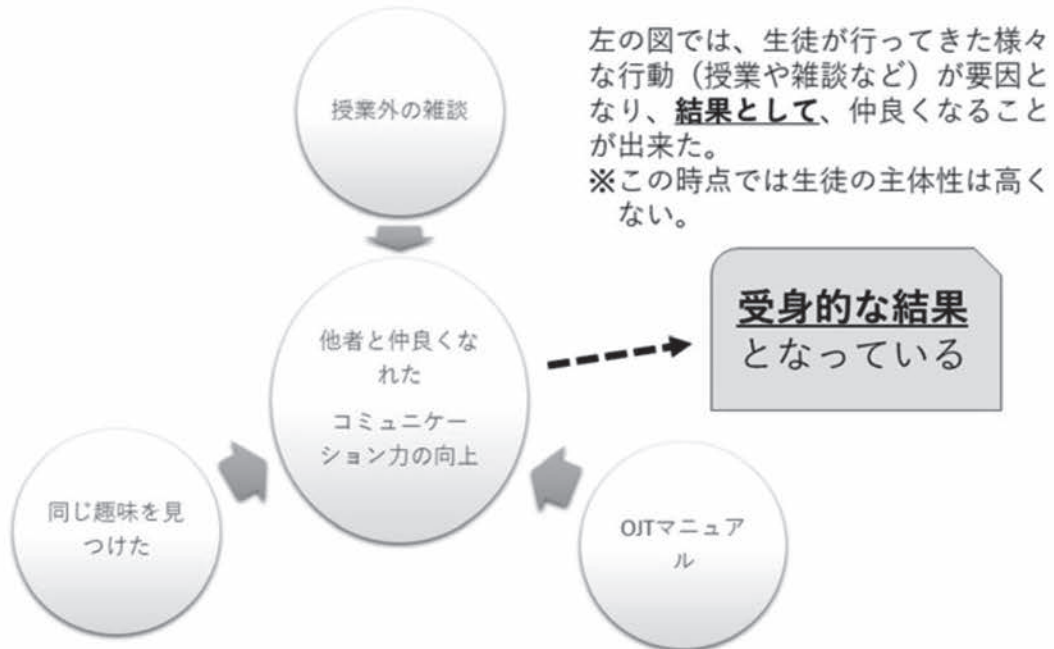 授業外の雑談
左の図では、生徒が行ってきた様々
な行動（授業や雑談など）が要因と
なり、結果として、仲良くなること
が出来た。
※この時点では生徒の主体性は高く
ない。
他者と仲良くな
れた
コミュニケー
ション力の向上
受身的な結果
となっている
同じ趣味を見
つけた
OJTマニュア
ル